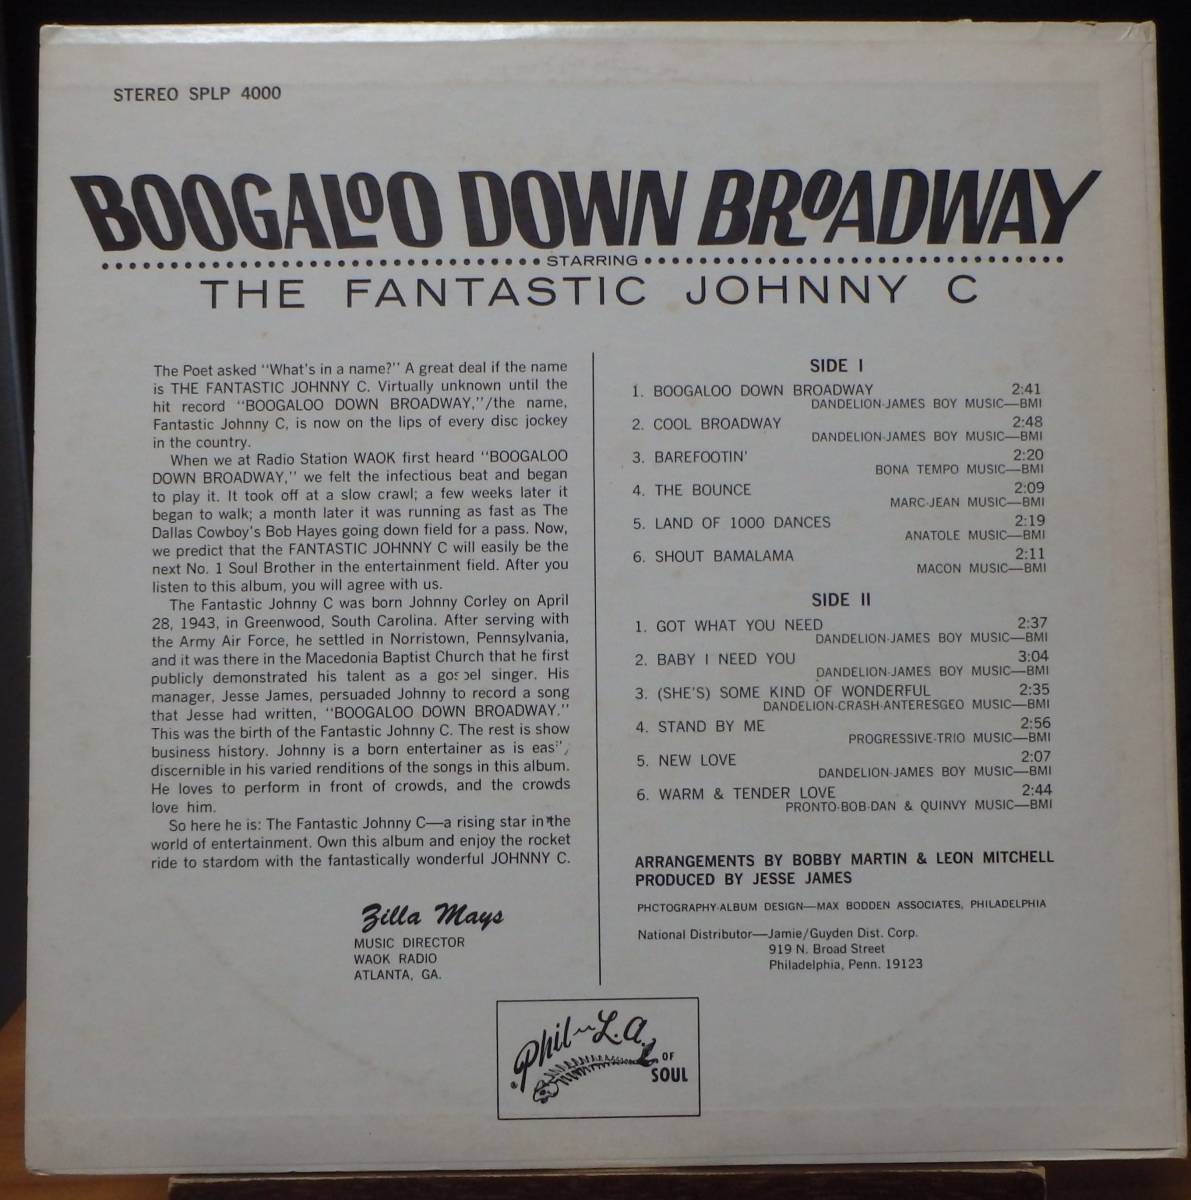 STEREO SPLP 4000
BOOGALOO DOWN BROADWAY
STARRING
THE FANTASTIC JOHNNY C
The Poet asked "What's in a name?" A great deal if the name
is THE FANTASTIC JOHNNY C. Virtually unknown until the
hit record "BOOGALOO DOWN BROADWAY,"/the name,
Fantastic Johnny C, is now on the lips of every disc jockey
in the country.
When we at Radio Station WAOK first heard "BOOGALOO
DOWN BROADWAY," we felt the infectious beat and began
to play it. It took off at a slow crawl; a few weeks later it
began to walk; a month later it was running as fast as The
Dallas Cowboy's Bob Hayes going down field for a pass. Now,
we predict that the FANTASTIC JOHNNY C will easily be the
next No. 1 Soul Brother in the entertainment field. After you
listen to this album, you will agree with us.
The Fantastic Johnny C was born Johnny Corley on April
28, 1943, in Greenwood, South Carolina. After serving with
the Army Air Force, he settled in Norristown, Pennsylvania,
and it was there in the Macedonia Baptist Church that he first
publicly demonstrated his talent as a gospel singer. His
manager, Jesse James, persuaded Johnny to record a song
that Jesse had written, "BOOGALOO DOWN BROADWAY."
This was the birth of the Fantastic Johnny C. The rest is show
business history. Johnny is a born entertainer as is easily
discernible in his varied renditions of the songs in this album.
He loves to perform in front of crowds, and the crowds
love him.
So here he is: The Fantastic Johnny C—a rising star in the
world of entertainment. Own this album and enjoy the rocket
ride to stardom with the fantastically wonderful JOHNNY C.
Zilla Mays
MUSIC DIRECTOR
WAOK RADIO
ATLANTA, GA.
SIDE I
1. BOOGALOO DOWN BROADWAY 2:41
DANDELION-JAMES BOY MUSIC—BMI
2. COOL BROADWAY 2:48
DANDELION-JAMES BOY MUSIC—BMI
3. BAREFOOTIN' 2:20
BONA TEMPO MUSIC—BMI
4. THE BOUNCE 2:09
MARC-JEAN MUSIC—BMI
5. LAND OF 1000 DANCES 2:19
ANATOLE MUSIC—BMI
6. SHOUT BAMALAMA 2:11
MACON MUSIC—BMI
SIDE II
1. GOT WHAT YOU NEED 2:37
DANDELION-JAMES BOY MUSIC—BMI
2. BABY I NEED YOU 3:04
DANDELION-JAMES BOY MUSIC—BMI
3. (SHE'S) SOME KIND OF WONDERFUL 2:35
DANDELION-CRASH-ANTERESGEO MUSIC—BMI
4. STAND BY ME 2:56
PROGRESSIVE-TRIO MUSIC—BMI
5. NEW LOVE 2:07
DANDELION-JAMES BOY MUSIC—BMI
6. WARM & TENDER LOVE 2:44
PRONTO-BOB-DAN & QUINVY MUSIC—BMI
ARRANGEMENTS BY BOBBY MARTIN & LEON MITCHELL
PRODUCED BY JESSE JAMES
PHCTOGRAPHY-ALBUM DESIGN—MAX BODDEN ASSOCIATES, PHILADELPHIA
National Distributor—Jamie/Guyden Dist. Corp.
919 N. Broad Street
Philadelphia, Penn. 19123
Phil-L.A.
OF
SOUL